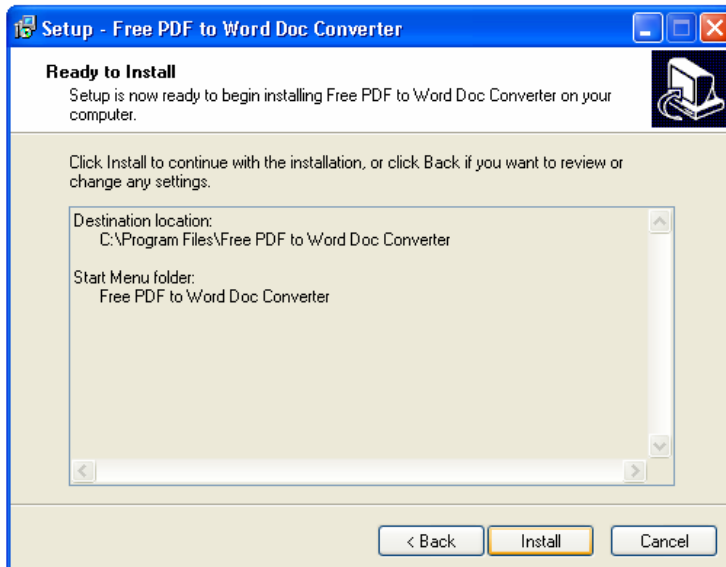 Setup - Free PDF to Word Doc Converter
Ready to Install
Setup is now ready to begin installing Free PDF to Word Doc Converter on your
computer.
Click Install to continue with the installation, or click Back if you want to review or
change any settings.
Destination location:
C:\Program Files\Free PDF to Word Doc Converter
Start Menu folder:
Free PDF to Word Doc Converter
< Back
Install
Cancel